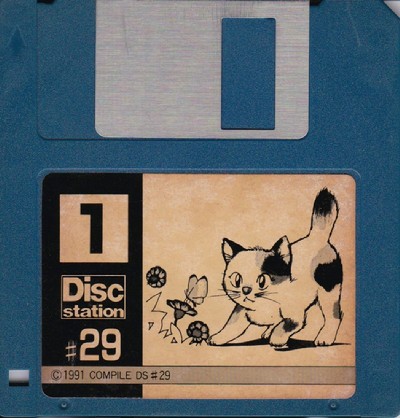 1
Disc
station
#29
©1991 COMPILE DS#29